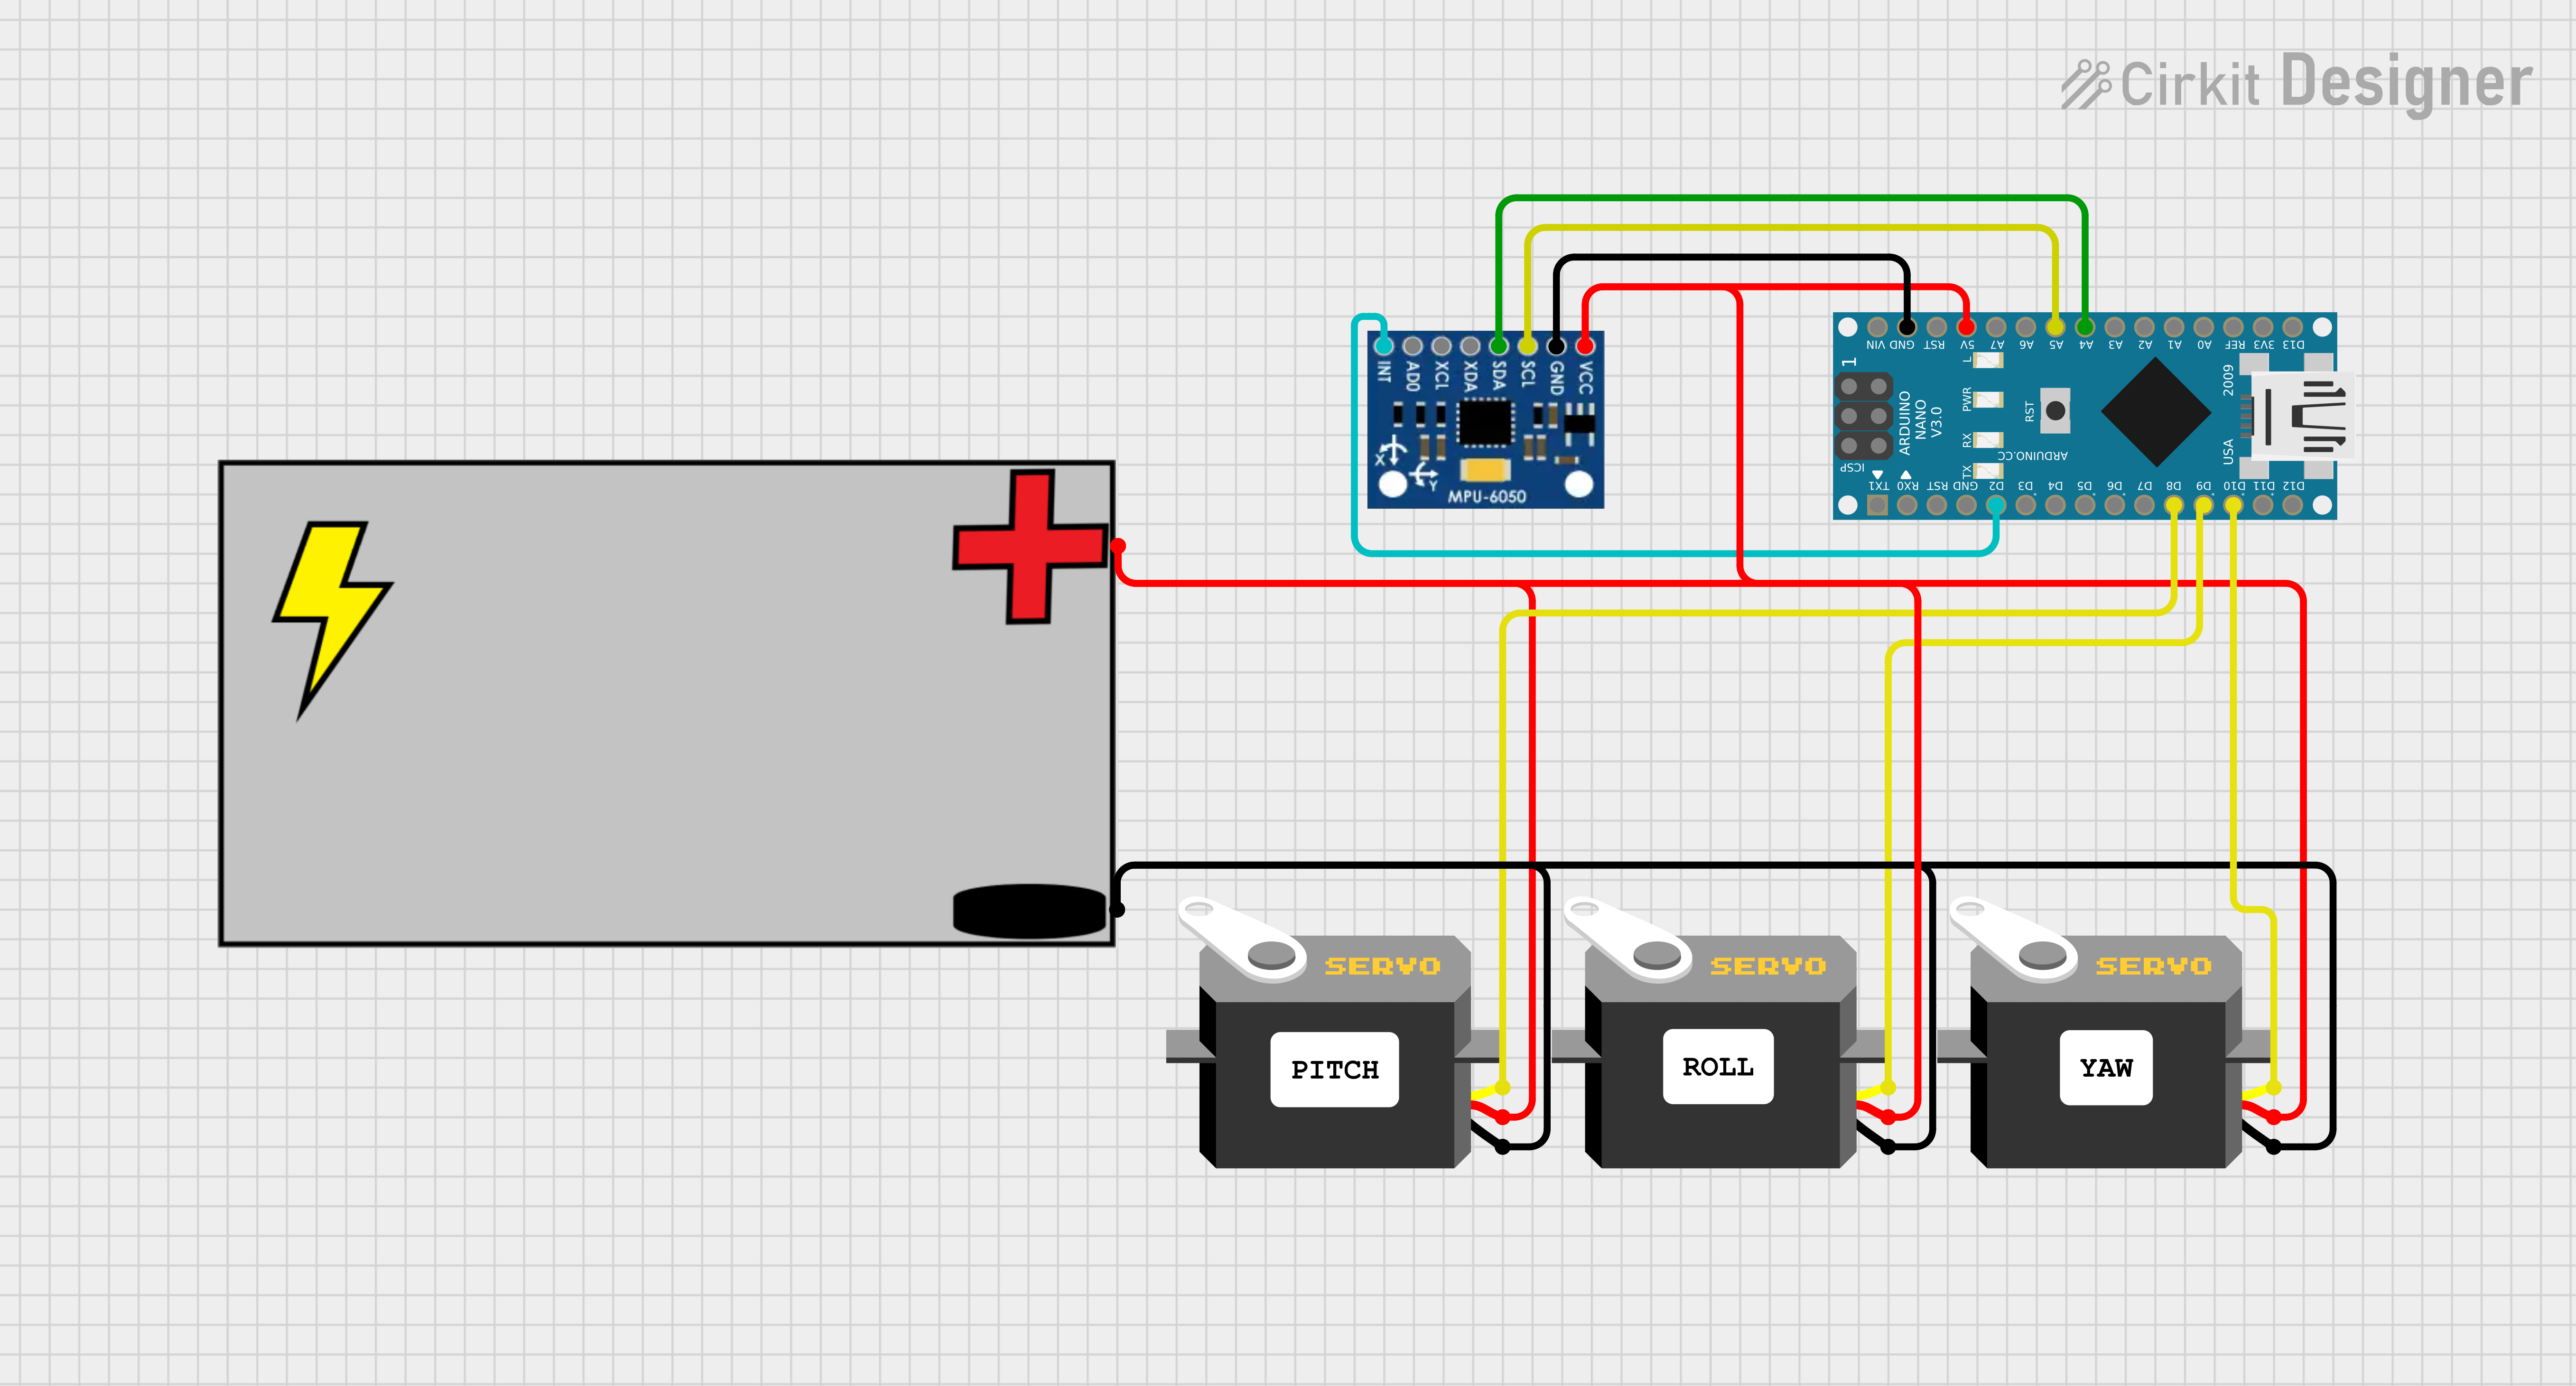 Cirkit Designer
VIN GND RST 5V A7 A6 A5 A4 A3 A2 A1 A0 REF 3V3 D13
INT AD0 XCL XDA SDA SCL GND VCC
X
Y
MPU-6050
1
ICSP
ARDUINO
NANO
V3.0
L
PWR
RX
TX
RST
ARDUINO.CC
2009
USA
TX1 RX0 RST GND D2 D3 D4 D5 D6 D7 D8 D9 D10 D11 D12
SERVO
PITCH
SERVO
ROLL
SERVO
YAW